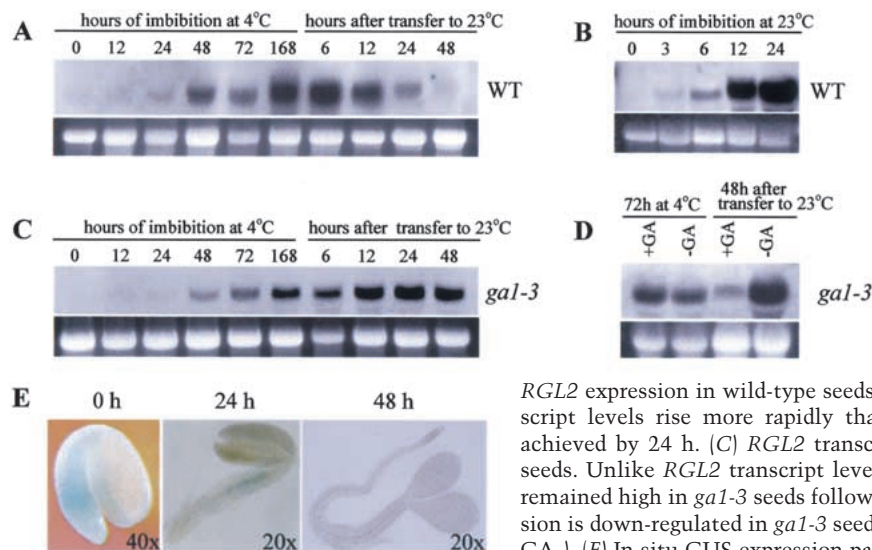 A
hours of imbibition at 4°C hours after transfer to 23°C
0 12 24 48 72 168 6 12 24 48
WT
B
hours of imbibition at 23°C
0 3 6 12 24
WT
C
hours of imbibition at 4°C hours after transfer to 23°C
0 12 24 48 72 168 6 12 24 48
ga1-3
D
72h at 4°C 48h after transfer to 23°C
+GA -GA +GA -GA
ga1-3
E
0 h 24 h 48 h
40x 20x 20x
RGL2 expression in wild-type seeds
script levels rise more rapidly tha
achieved by 24 h. (C) RGL2 transc
seeds. Unlike RGL2 transcript leve
remained high in ga1-3 seeds follow
sion is down-regulated in ga1-3 seed
(E) In situ GUS expression pa